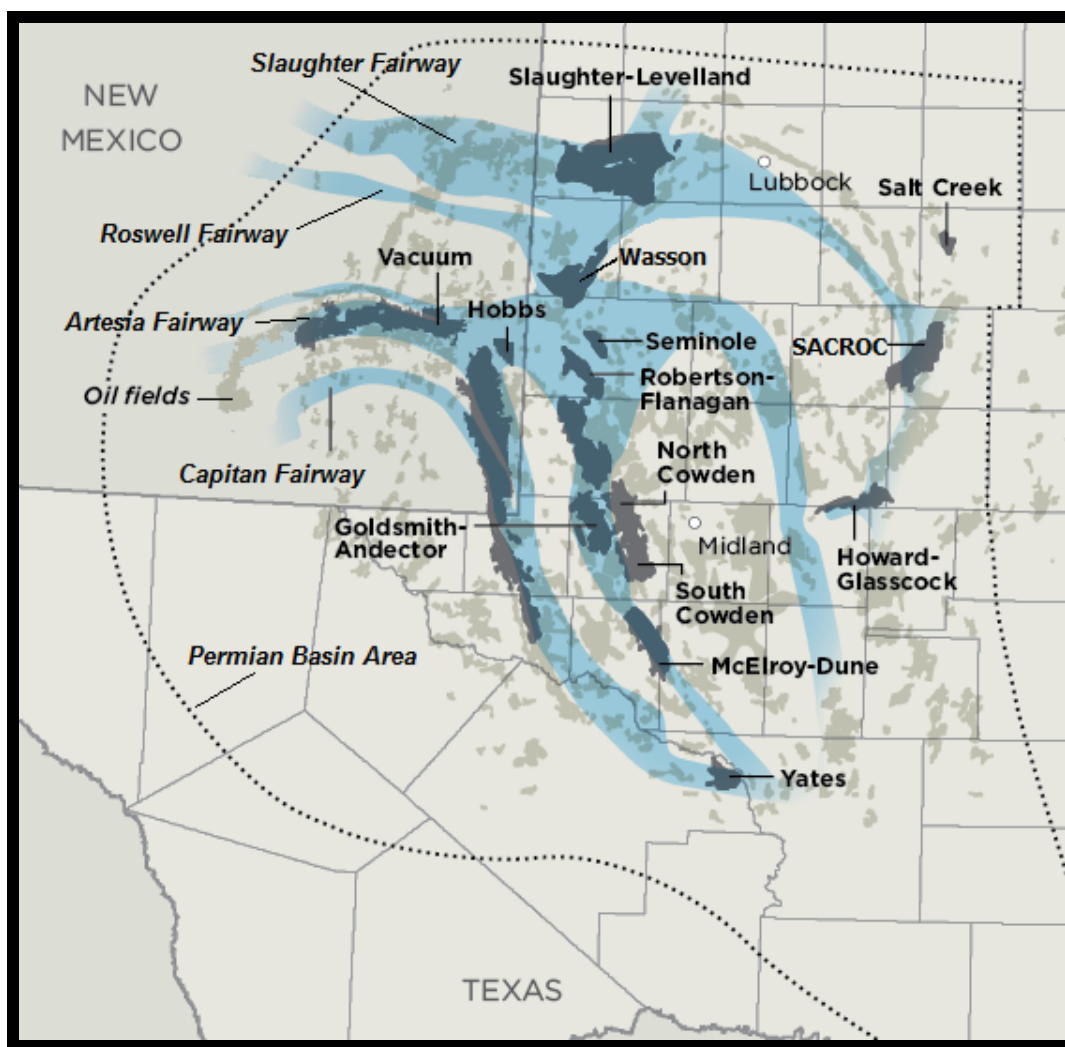 Slaughter Fairway
Slaughter-Levelland
NEW
MEXICO
Lubbock
Salt Creek
Roswell Fairway
Vacuum
Wasson
Hobbs
Artesia Fairway
Seminole
SACROC
Robertson-
Flanagan
Oil fields
North
Cowden
Capitan Fairway
Goldsmith-
Andector
Midland
Howard-
Glasscock
South
Cowden
Permian Basin Area
McElroy-Dune
Yates
TEXAS